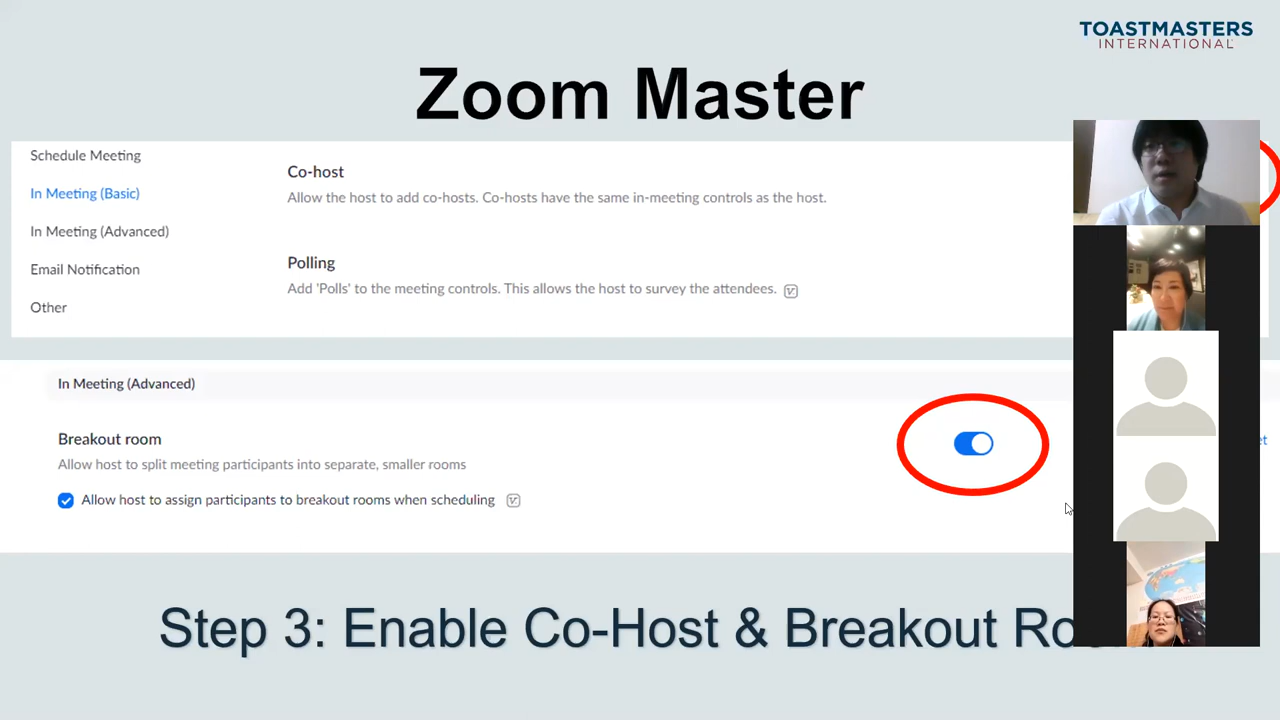 TOASTMASTERS
INTERNATIONAL
Zoom Master
Schedule Meeting
In Meeting (Basic)
In Meeting (Advanced)
Email Notification
Other
Co-host
Allow the host to add co-hosts. Co-hosts have the same in-meeting controls as the host.
Polling
Add 'Polls' to the meeting controls. This allows the host to survey the attendees.
In Meeting (Advanced)
Breakout room
Allow host to split meeting participants into separate, smaller rooms
Allow host to assign participants to breakout rooms when scheduling
Step 3: Enable Co-Host & Breakout